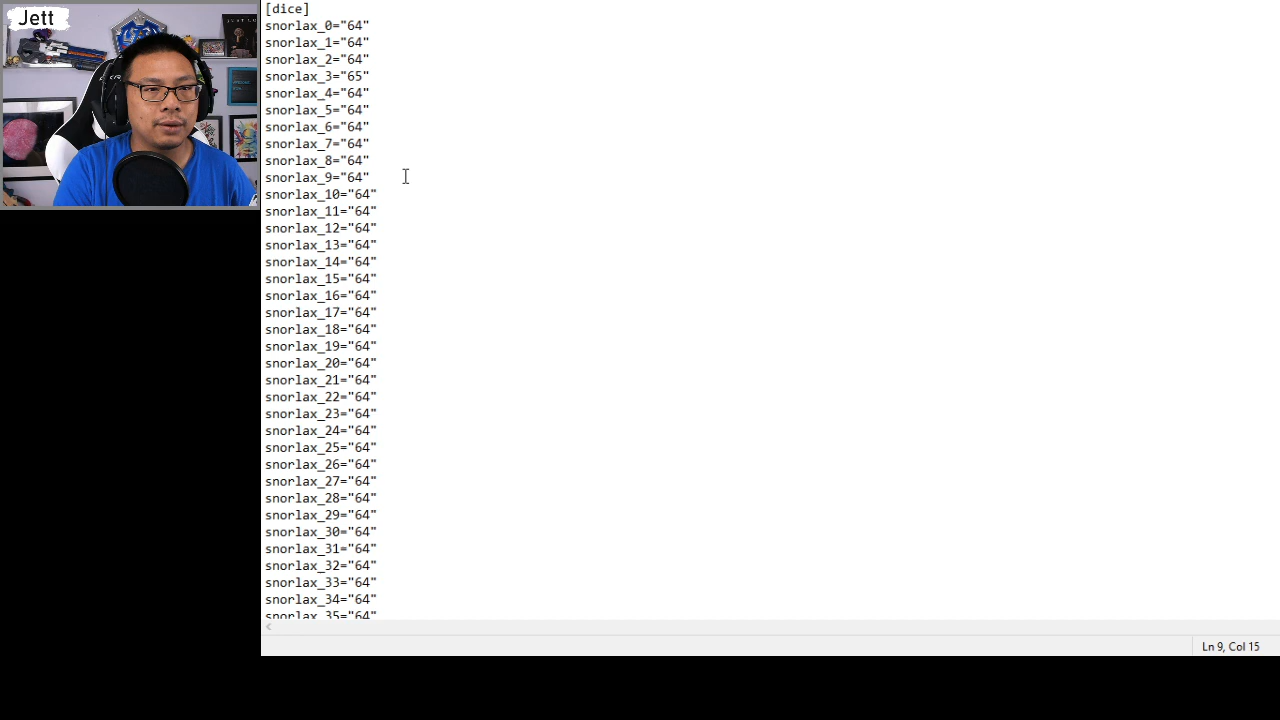 Jett
[dice]
snorlax_0="64"
snorlax_1="64"
snorlax_2="64"
snorlax_3="65"
snorlax_4="64"
snorlax_5="64"
snorlax_6="64"
snorlax_7="64"
snorlax_8="64"
snorlax_9="64"
snorlax_10="64"
snorlax_11="64"
snorlax_12="64"
snorlax_13="64"
snorlax_14="64"
snorlax_15="64"
snorlax_16="64"
snorlax_17="64"
snorlax_18="64"
snorlax_19="64"
snorlax_20="64"
snorlax_21="64"
snorlax_22="64"
snorlax_23="64"
snorlax_24="64"
snorlax_25="64"
snorlax_26="64"
snorlax_27="64"
snorlax_28="64"
snorlax_29="64"
snorlax_30="64"
snorlax_31="64"
snorlax_32="64"
snorlax_33="64"
snorlax_34="64"
snorlax_35="64"
Ln 9, Col 15